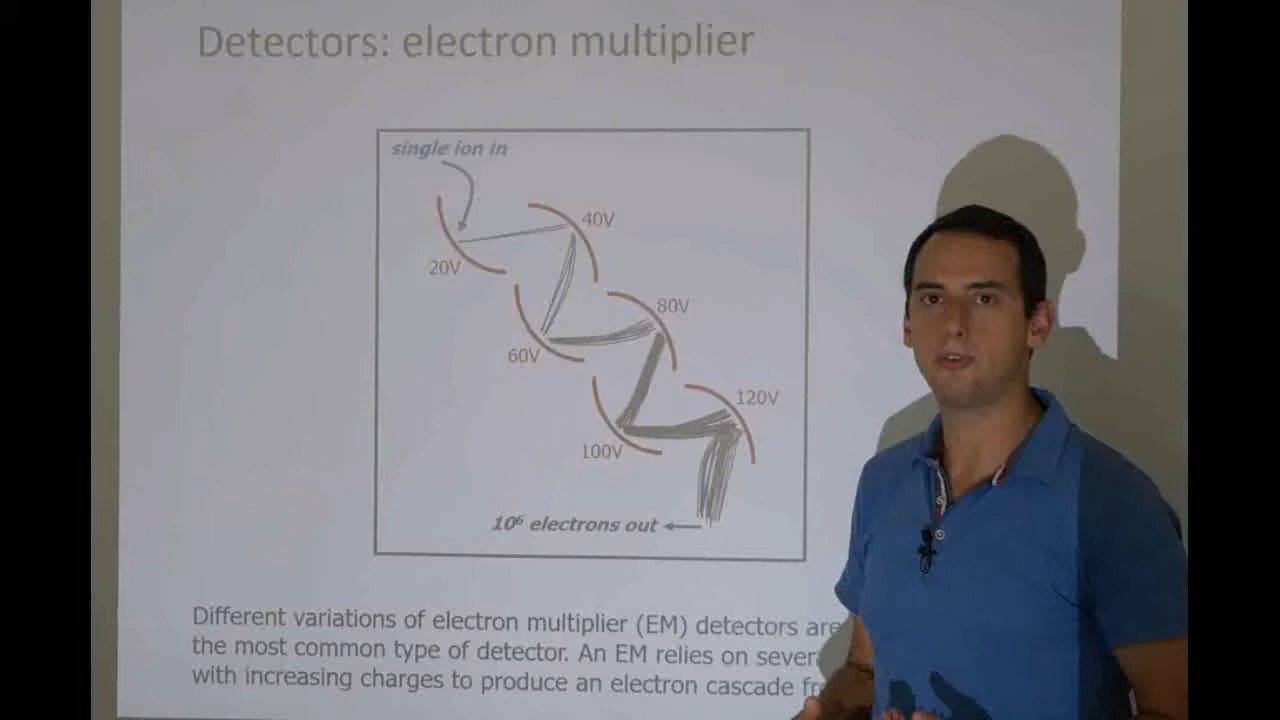 Detectors: electron multiplier
single ion in
40V
20V
80V
60V
120V
100V
10⁶ electrons out
Different variations of electron multiplier (EM) detectors are
the most common type of detector. An EM relies on
with increasing charges to produce an electron cascade